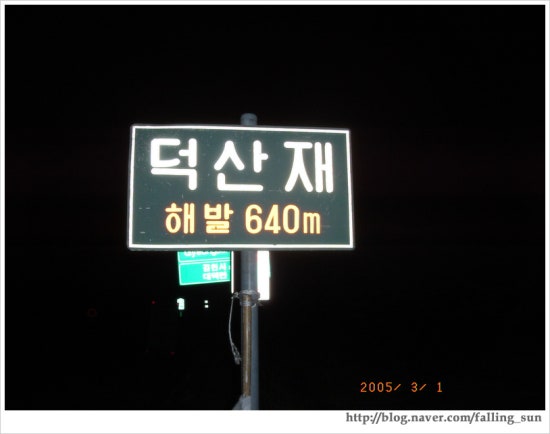 덕산재
해발 640m
2005/ 3/ 1
http://blog.naver.com/falling_sun